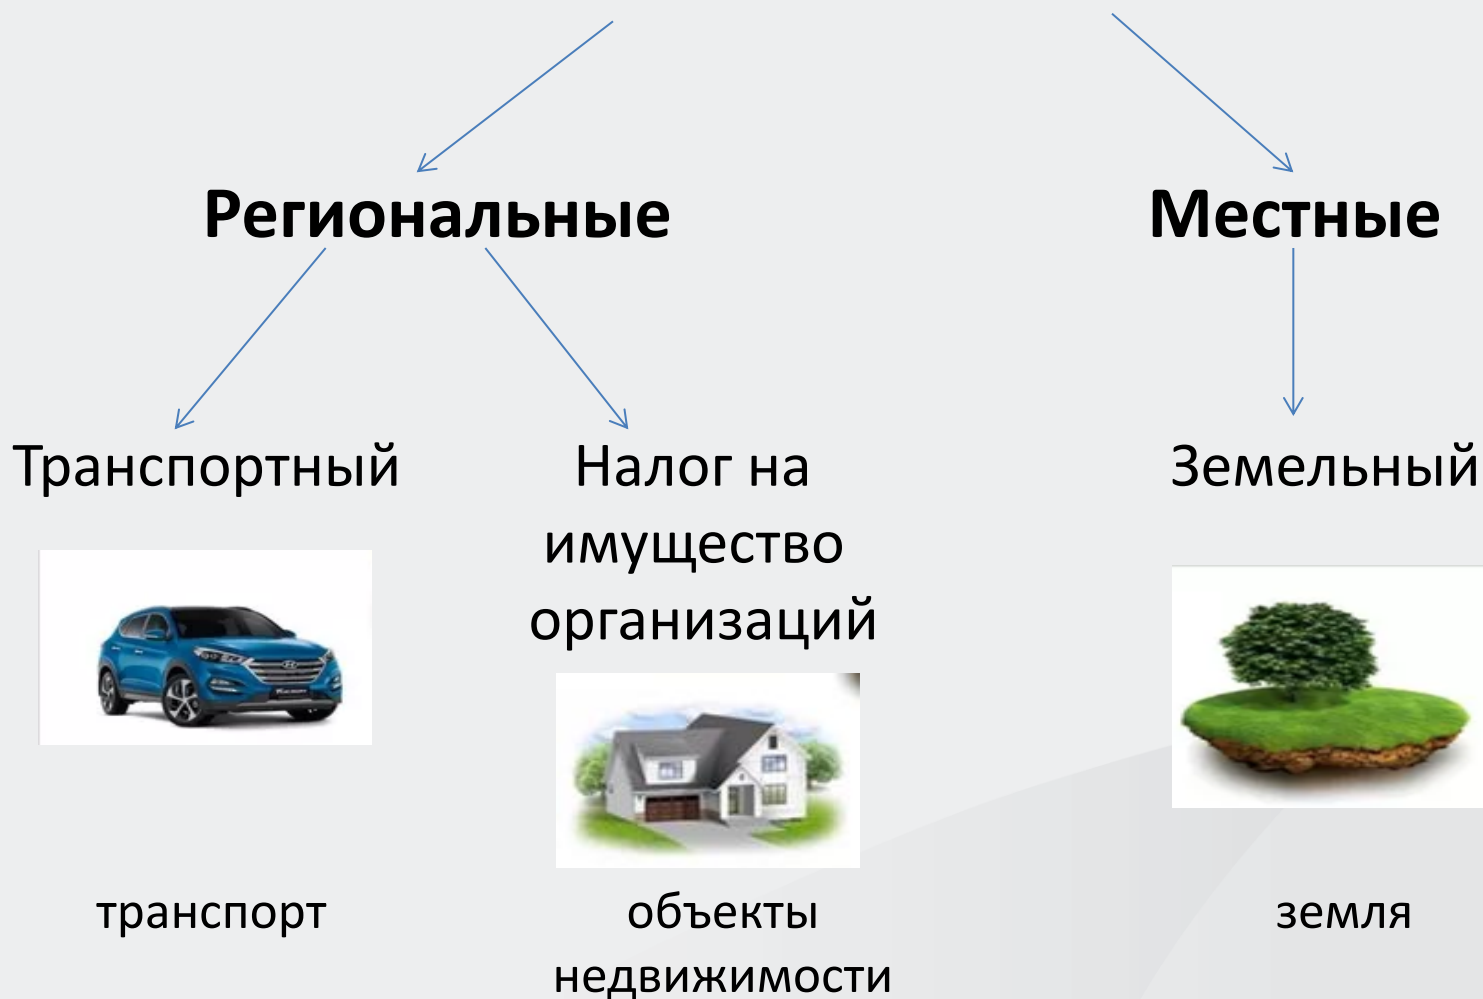 Региональные
Местные
Транспортный
Налог на
имущество
организаций
Земельный
транспорт
объекты
недвижимости
земля